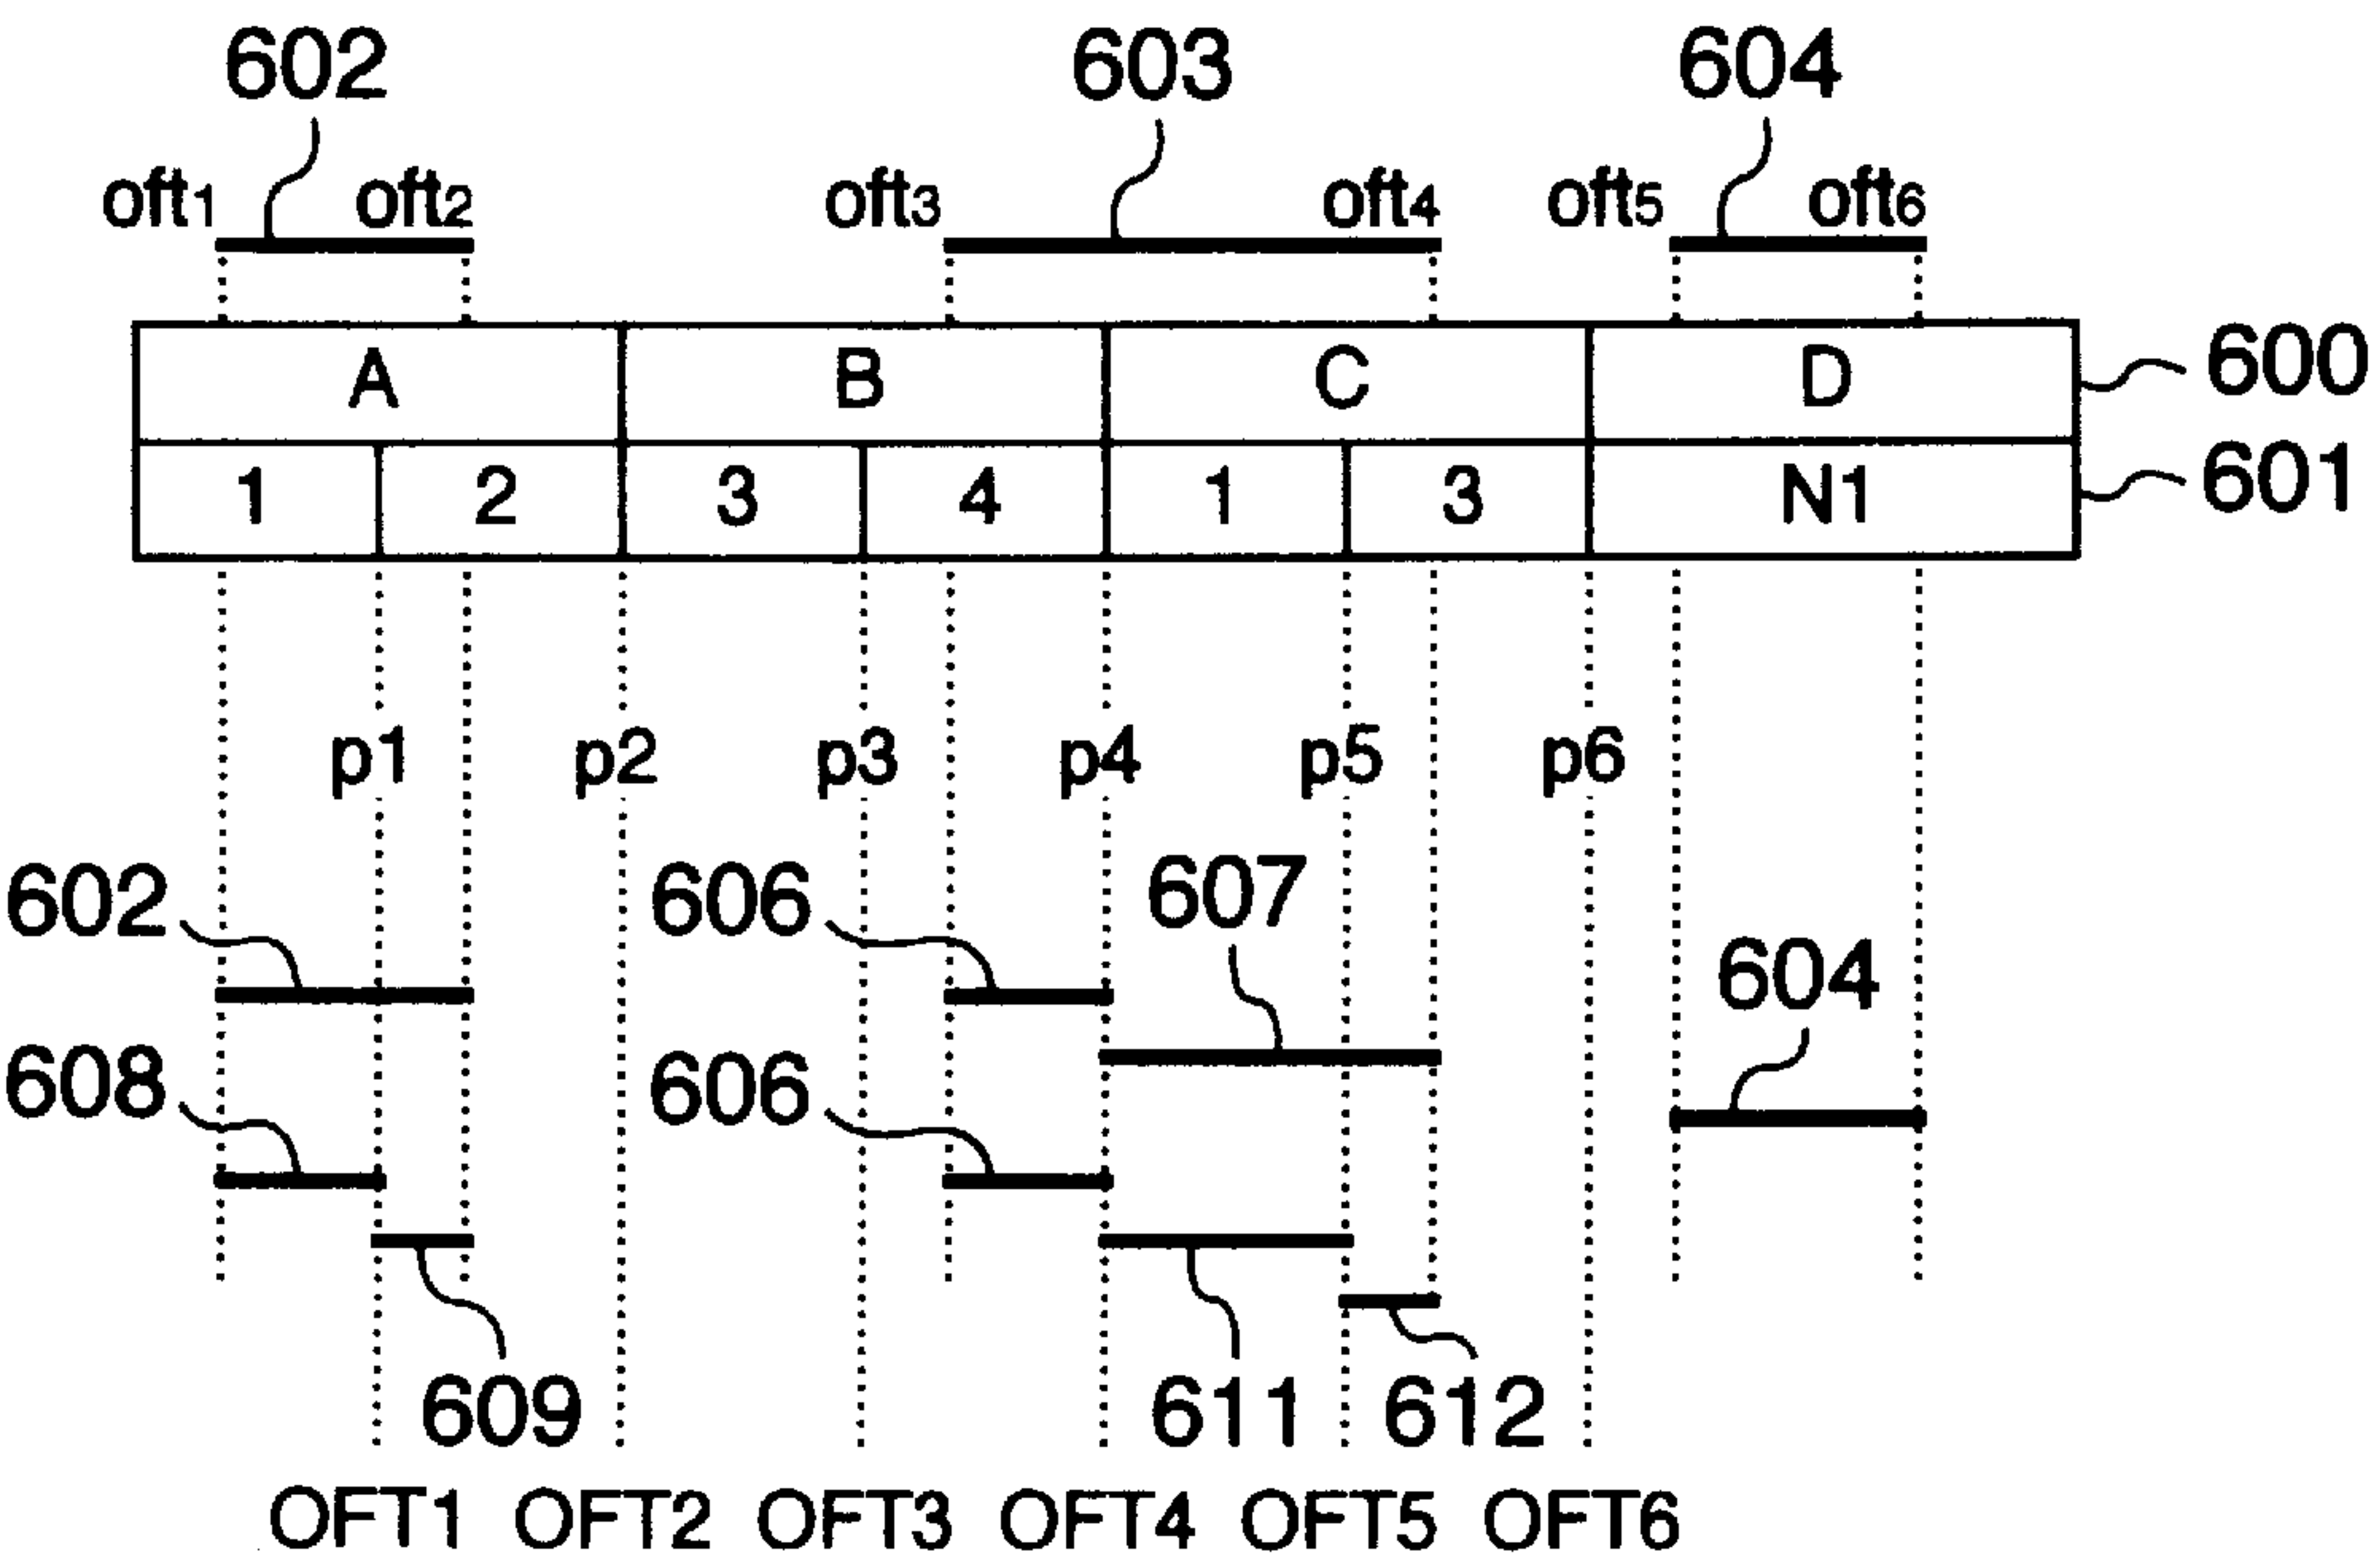 602 603 604
oft1 oft2 oft3 oft4 oft5 oft6
A B C D 600
1 2 3 4 1 3 N1 601
p1 p2 p3 p4 p5 p6
602 606 607
604
608 606
609 611 612
OFT1 OFT2 OFT3 OFT4 OFT5 OFT6